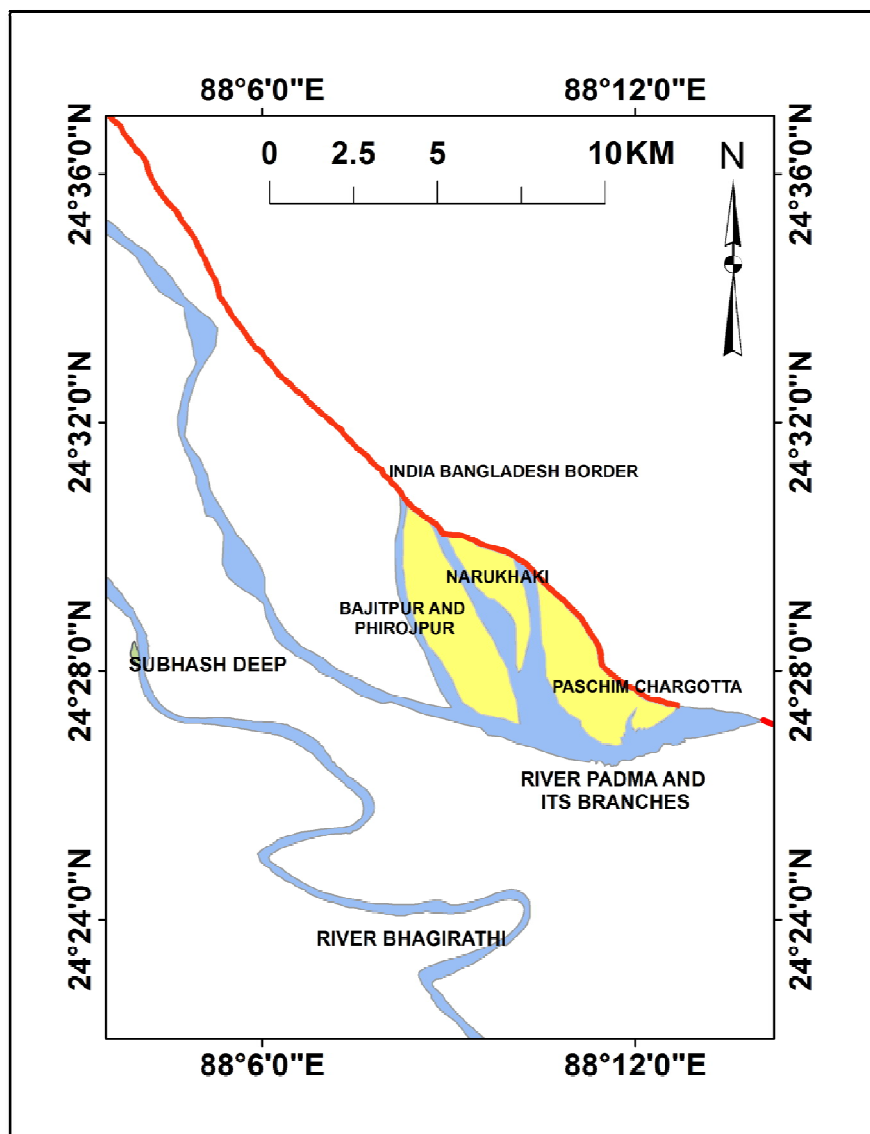 88°6'0"E 88°12'0"E
0 2.5 5 10 KM N
24°36'0"N 24°36'0"N
24°32'0"N 24°32'0"N
INDIA BANGLADESH BORDER
NARUKHAKI
BAJITPUR AND
PHIROJPUR
24°28'0"N 24°28'0"N
SUBHASH DEEP
PASCHIM CHARGOTTA
RIVER PADMA AND
ITS BRANCHES
24°24'0"N 24°24'0"N
RIVER BHAGIRATHI
88°6'0"E 88°12'0"E